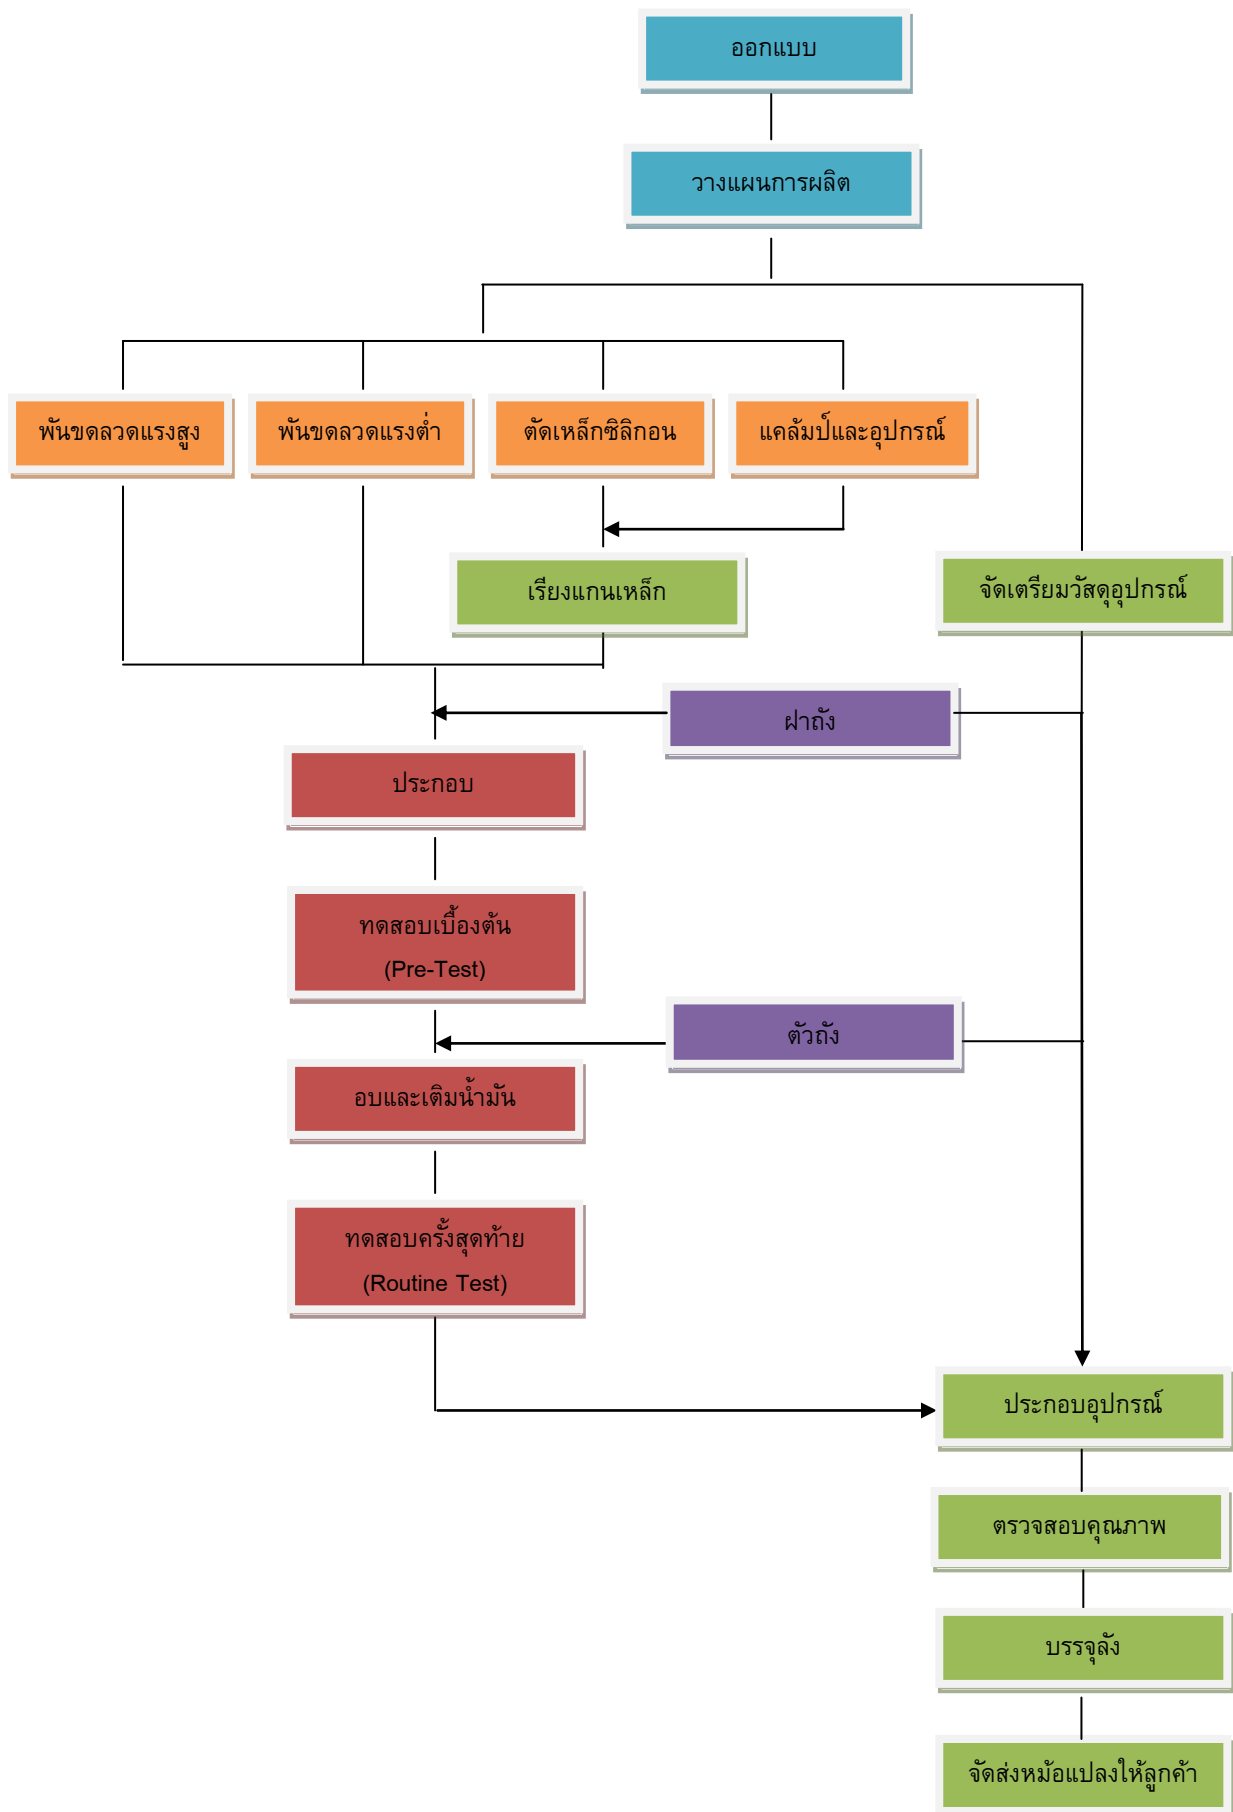 ออกแบบ
วางแผนการผลิต
พันขดลวดแรงสูง
พันขดลวดแรงต่ำ
ตัดเหล็กซิลิกอน
แคล้มป์และอุปกรณ์
เรียงแกนเหล็ก
จัดเตรียมวัสดุอุปกรณ์
ฝาถัง
ประกอบ
ทดสอบเบื้องต้น
(Pre-Test)
ตัวถัง
อบและเติมน้ำมัน
ทดสอบครั้งสุดท้าย
(Routine Test)
ประกอบอุปกรณ์
ตรวจสอบคุณภาพ
บรรจุลัง
จัดส่งหม้อแปลงให้ลูกค้า